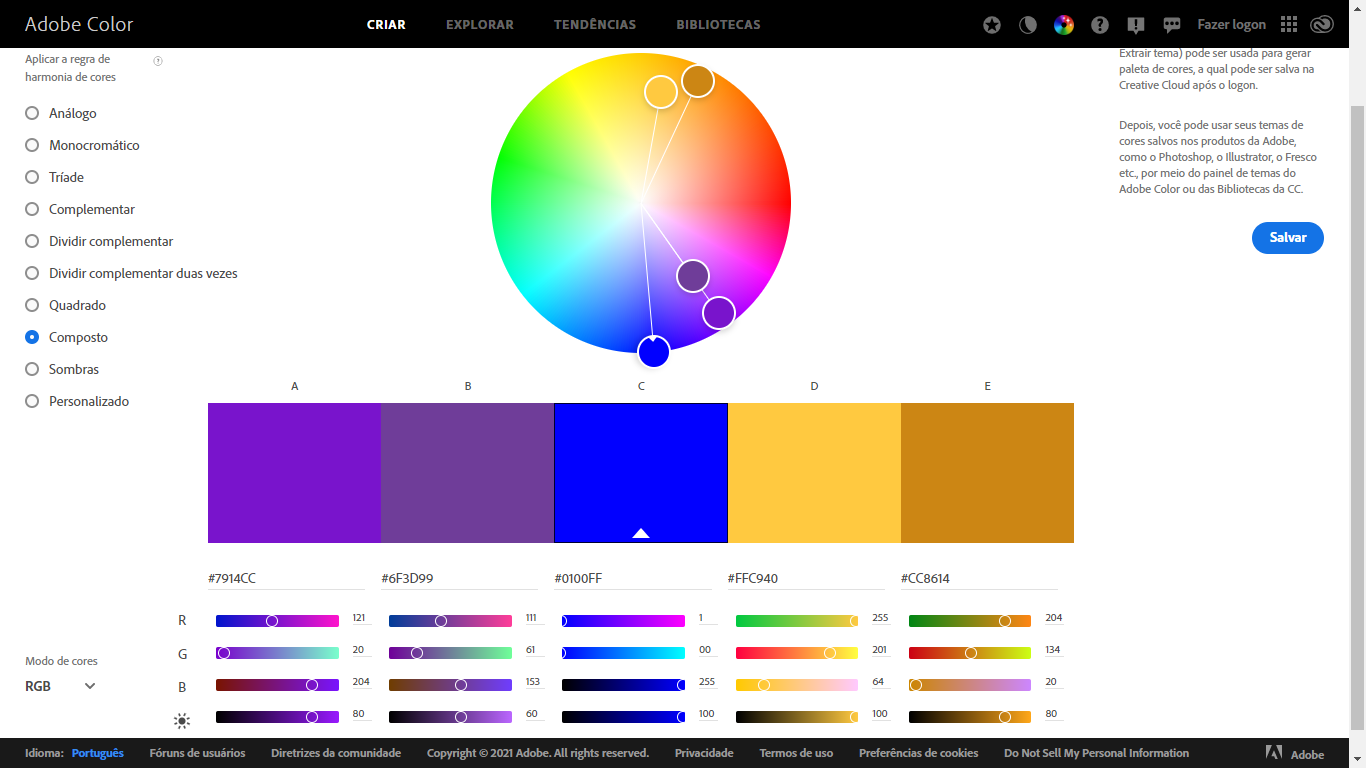 Adobe Color
CRIAR
EXPLORAR
TENDÊNCIAS
BIBLIOTECAS
Fazer logon
Aplicar a regra de
harmonia de cores
Análogo
Monocromático
Tríade
Complementar
Dividir complementar
Dividir complementar duas vezes
Quadrado
Composto
Sombras
Personalizado
Extrair tema) pode ser usada para gerar
paleta de cores, a qual pode ser salva na
Creative Cloud após o logon.
Depois, você pode usar seus temas de
cores salvos nos produtos da Adobe,
como o Photoshop, o Illustrator, o Fresco
etc., por meio do painel de temas do
Adobe Color ou das Bibliotecas da CC.
Salvar
A B C D E
#7914CC #6F3D99 #0100FF #FFC940 #CC8614
R 121 111 1 255 204
G 20 61 00 201 134
B 204 153 255 64 20
80 60 100 100 80
Modo de cores
RGB
Idioma: Português
Fóruns de usuários
Diretrizes da comunidade
Copyright © 2021 Adobe. All rights reserved.
Privacidade
Termos de uso
Preferências de cookies
Do Not Sell My Personal Information
Adobe